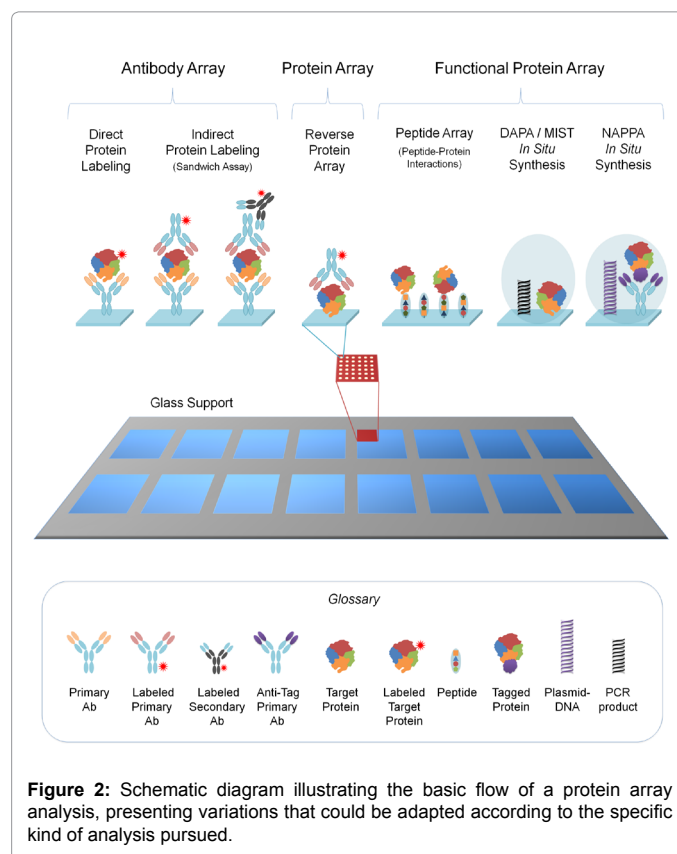 Antibody Array
Protein Array
Functional Protein Array
Direct
Protein
Labeling
Indirect
Protein Labeling
(Sandwich Assay)
Reverse
Protein
Array
Peptide Array
(Peptide-Protein
Interactions)
DAPA / MIST
In Situ
Synthesis
NAPPA
In Situ
Synthesis
Glass Support
Glossary
Primary
Ab
Labeled
Primary
Ab
Labeled
Secondary
Ab
Anti-Tag
Primary
Ab
Target
Protein
Labeled
Target
Protein
Peptide
Tagged
Protein
Plasmid-
DNA
PCR
product
Figure 2: Schematic diagram illustrating the basic flow of a protein array
analysis, presenting variations that could be adapted according to the specific
kind of analysis pursued.